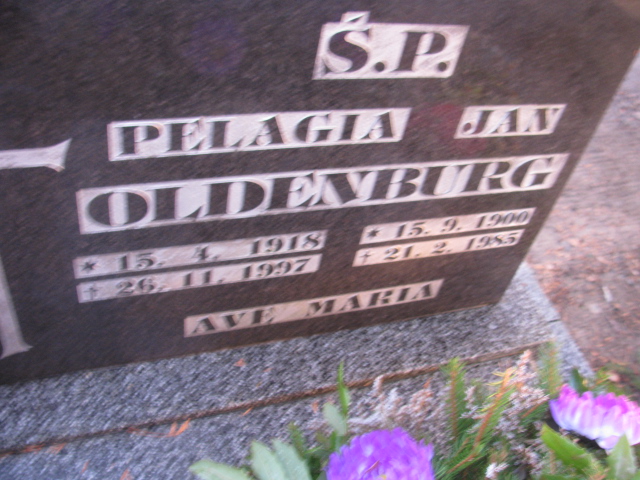 Ś.P.
PELAGIA JAN
OLDENBURG
* 15. 4. 1918 * 15. 9. 1900
† 26. 11. 1997 † 21. 2. 1985
AVE MARIA